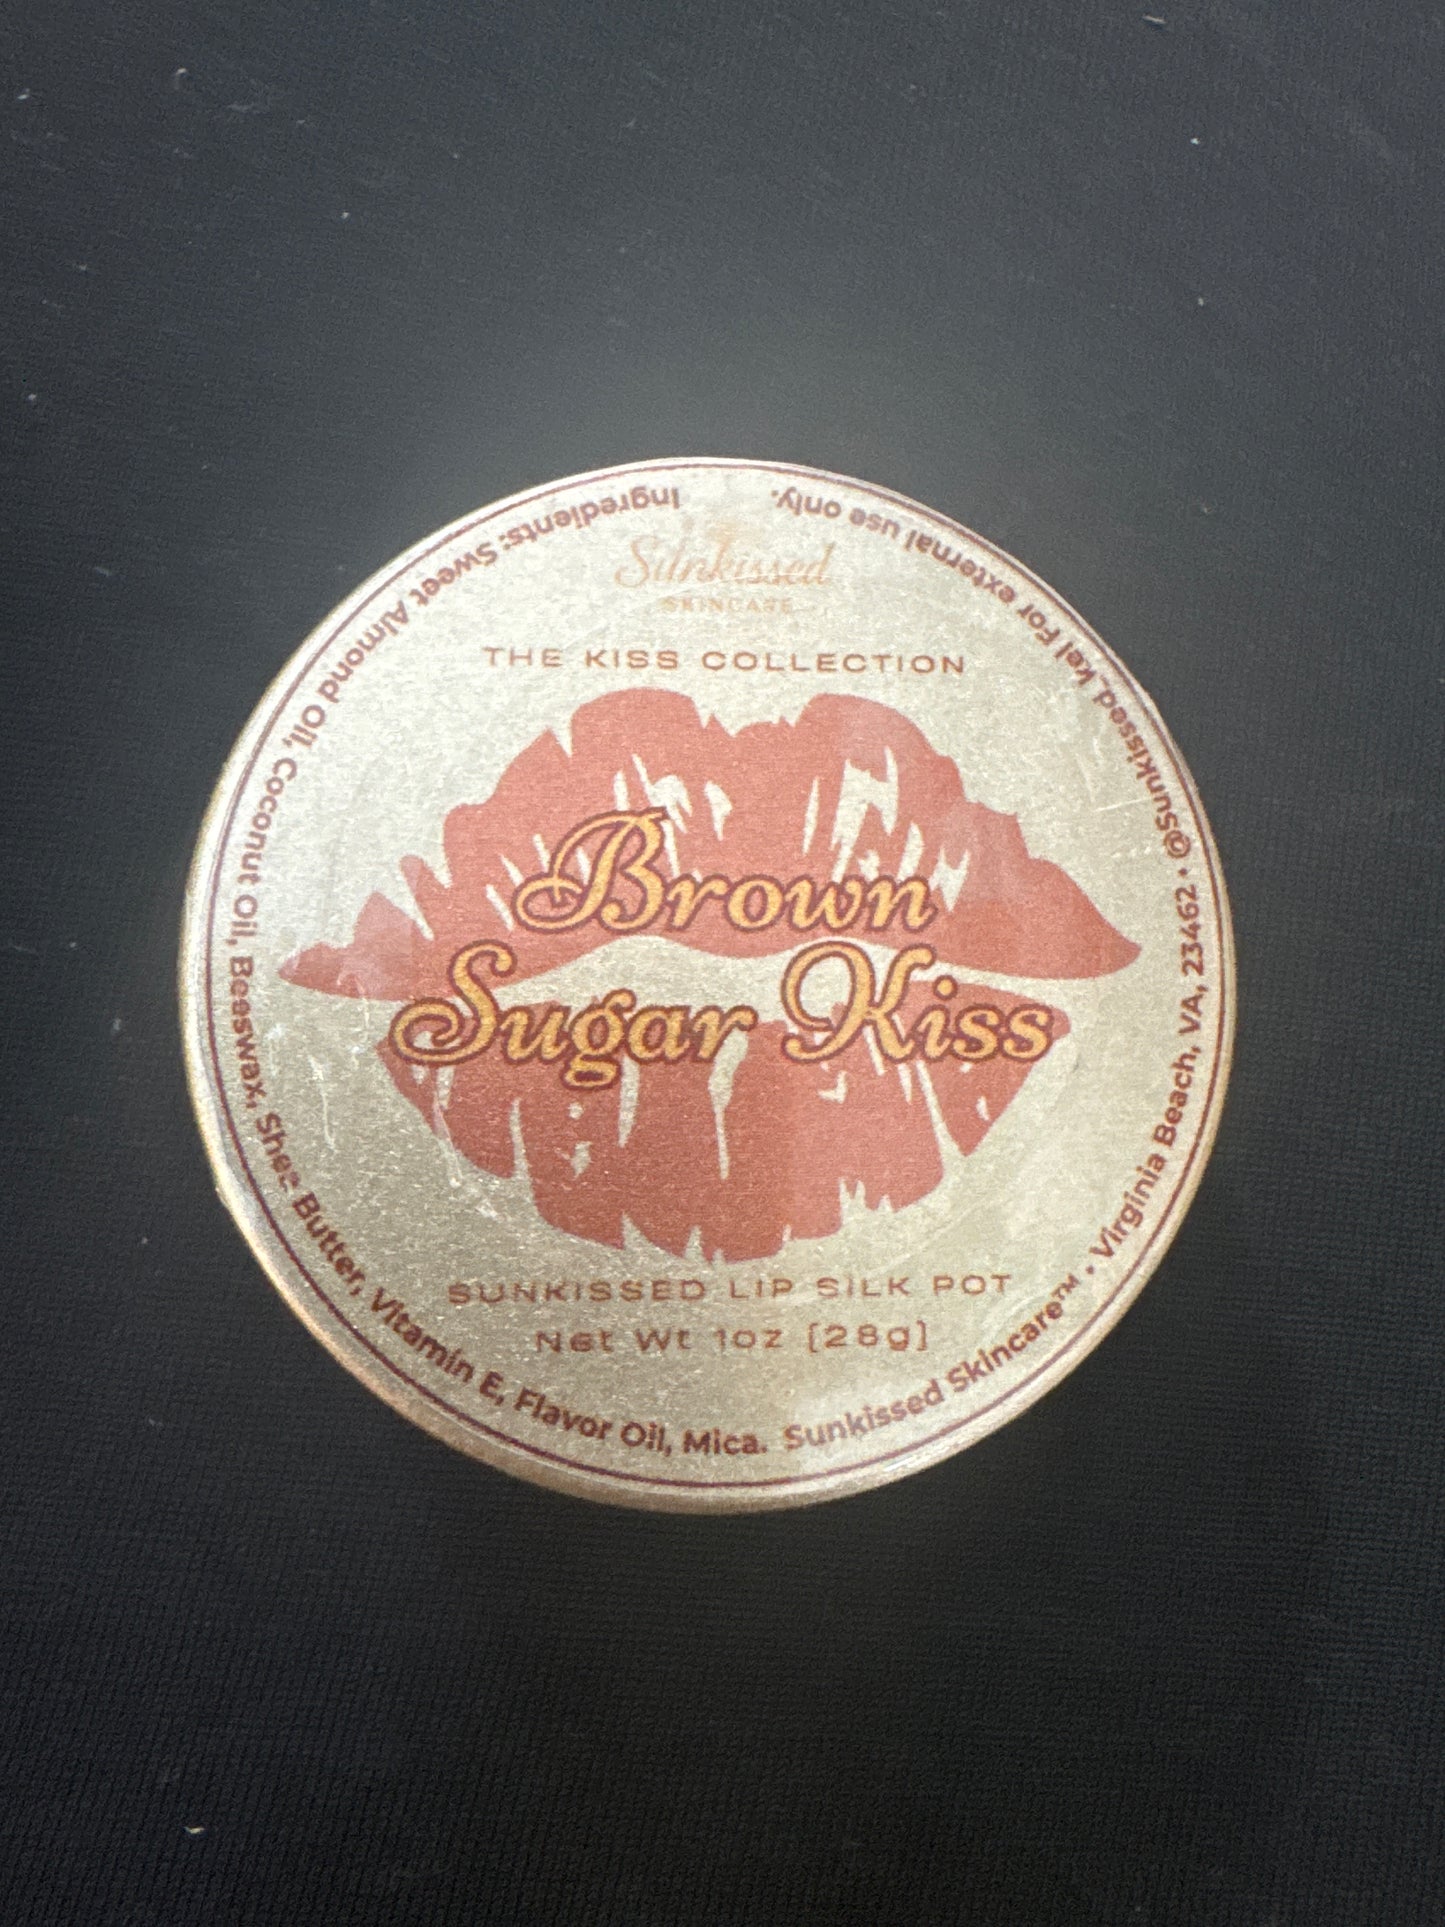 Sunkissed
SKINCARE
THE KISS COLLECTION
Brown
Sugar Kiss
SUNKISSED LIP SILK POT
Net Wt 1oz (28g)
Ingredients: Sweet Almond Oil, Coconut Oil, Beeswax, Shea Butter, Vitamin E, Flavor Oil, Mica. Sunkissed Skincare™ • Virginia Beach, VA, 23462 • @Sunkissed_kel For external use only.